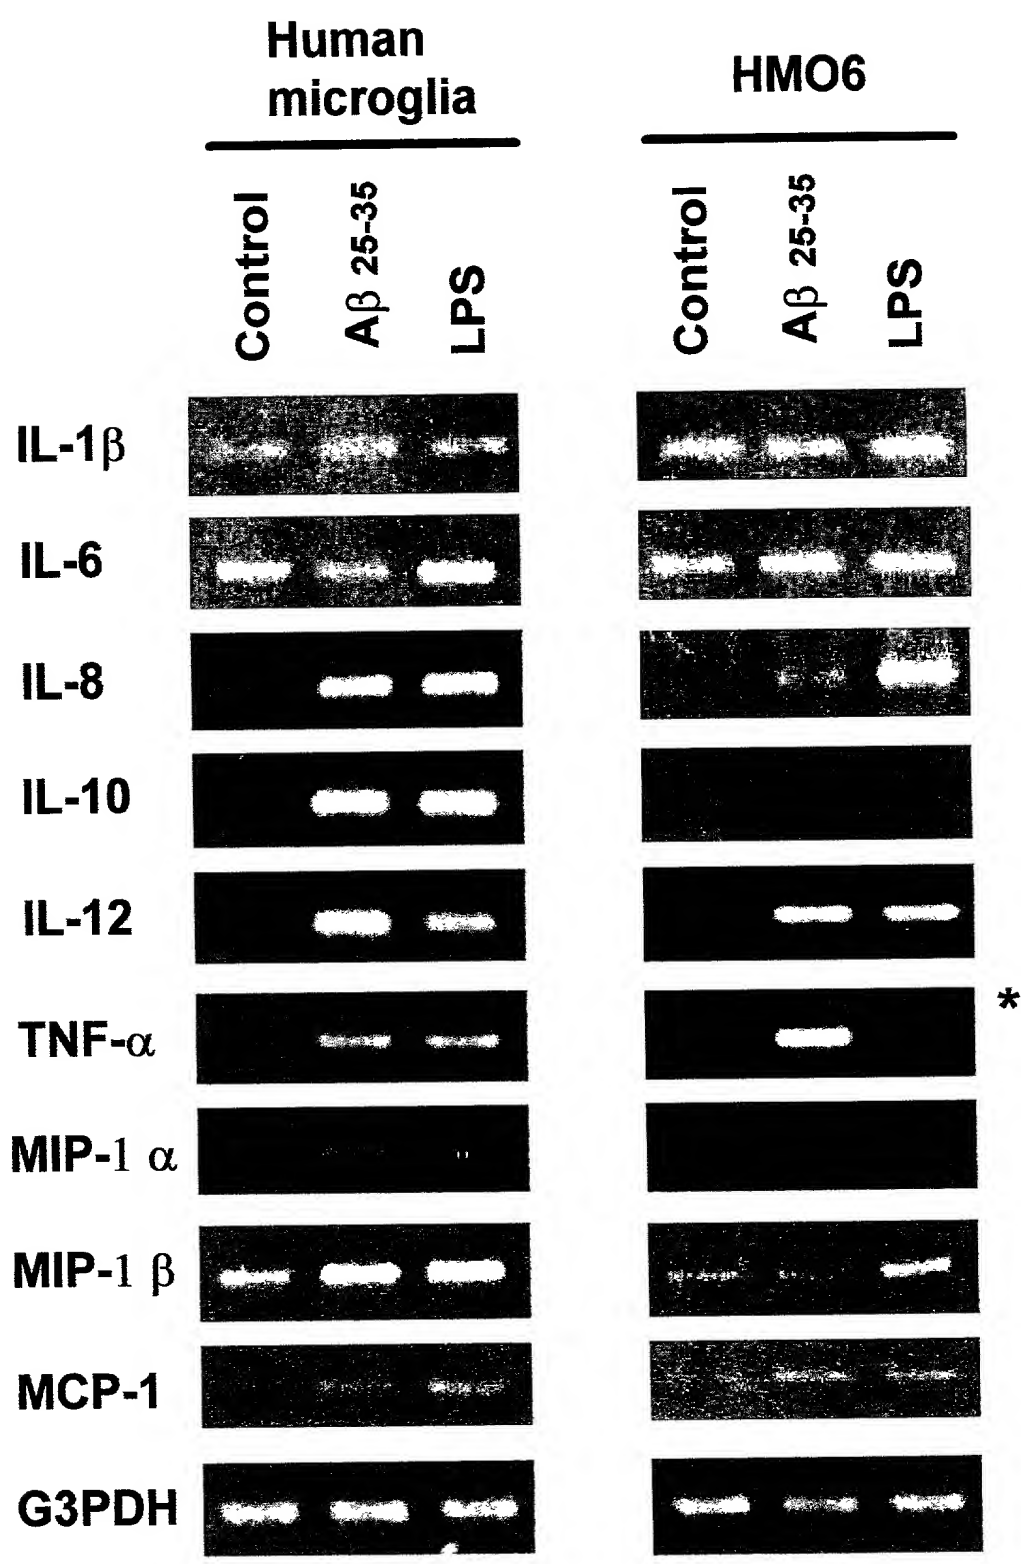 Human
microglia
HMO6
Control
Aβ 25-35
LPS
Control
Aβ 25-35
LPS
IL-1β
IL-6
IL-8
IL-10
IL-12
TNF-α
*
MIP-1 α
MIP-1 β
MCP-1
G3PDH